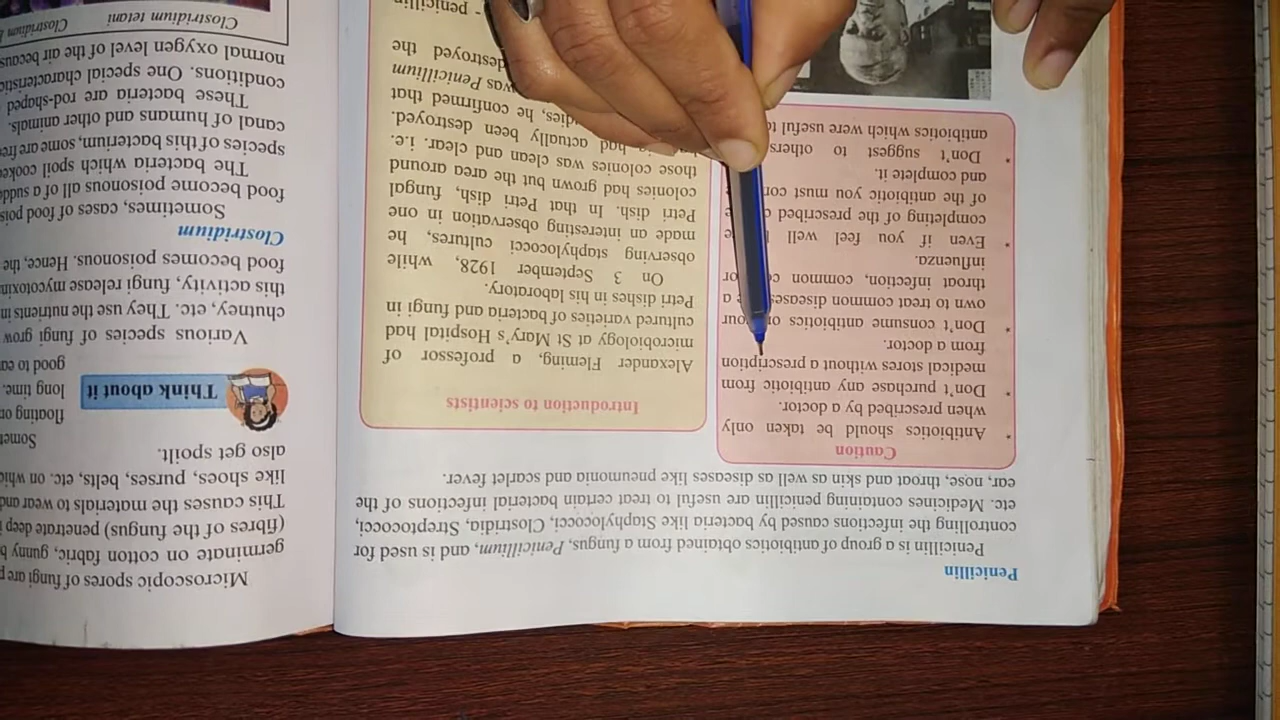 Penicillin
Penicillin is a group of antibiotics obtained from a fungus, Penicillium, and is used for
controlling the infections caused by bacteria like Staphylococci, Clostridia, Streptococci,
etc. Medicines containing penicillin are useful to treat certain bacterial infections of the
ear, nose, throat and skin as well as diseases like pneumonia and scarlet fever.
Caution
* Antibiotics should be taken only
when prescribed by a doctor.
* Don't purchase any antibiotic from
medical stores without a prescription
from a doctor.
* Don't consume antibiotics on your
own to treat common diseases a
throat infection, common or
influenza.
* Even if you feel well
completing of the prescribed
of the antibiotic you must
and complete it.
* Don't suggest to others
antibiotics which were useful
Introduction to scientists
Alexander Fleming, a professor of
microbiology at St Mary's Hospital had
cultured varieties of bacteria and fungi in
Petri dishes in his laboratory.
On 3 September 1928, while
observing staphylococci cultures, he
made an interesting observation in one
Petri dish. In that Petri dish, fungal
colonies had grown but the area around
those colonies was clean and clear. i.e.
had actually been destroyed.
he confirmed that
was Penicillium
destroyed the
- penicillin
Microscopic spores of fungi are
germinate on cotton fabric, gunny
(fibres of the fungus) penetrate deep
This causes the materials to wear and
like shoes, purses, belts, etc. on
also get spoilt.
Think about it
floating
long time.
good to
Various species of fungi grow
chutney, etc. They use the nutrients in
this activity, fungi release
food becomes poisonous. Hence, the
Clostridium
Sometimes, cases of food
food become poisonous all of a
The bacteria which spoil
species of this bacterium, some are
canal of humans and other animals.
These bacteria are rod-shaped
conditions. One special
normal oxygen level of the air
Clostridium tetani Clostridium